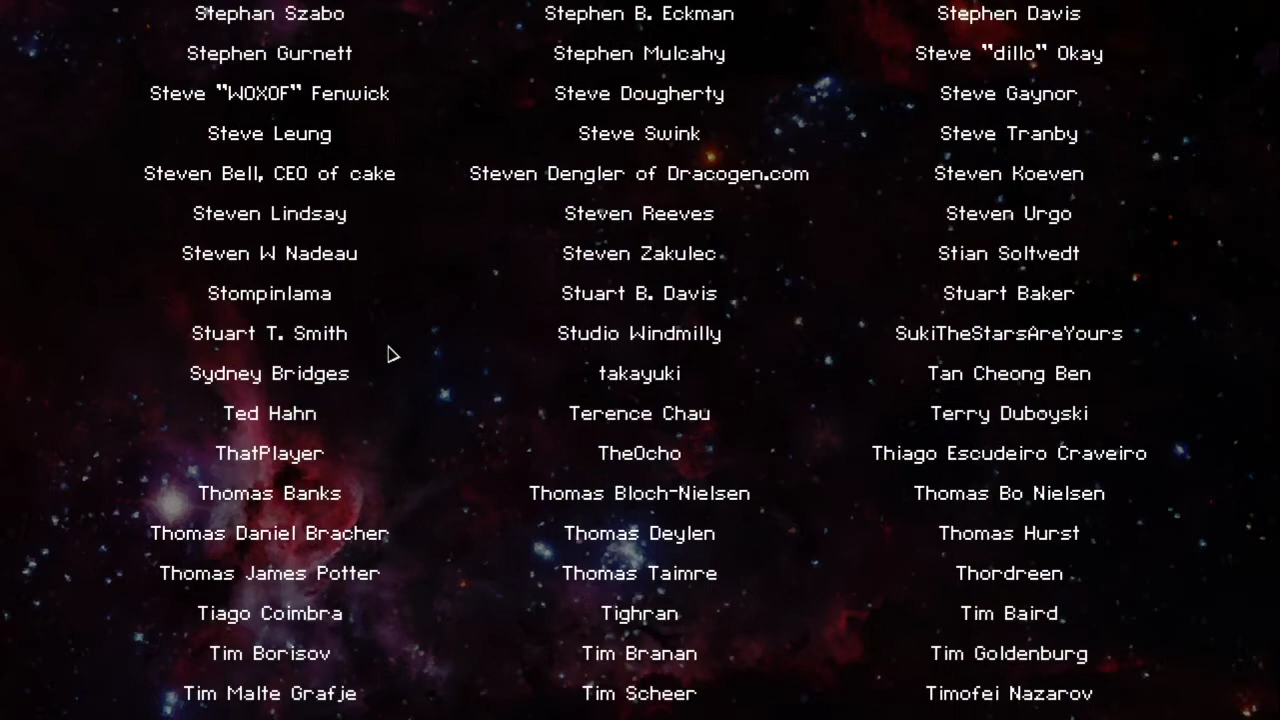 Stephan Szabo Stephen B. Eckman Stephen Davis
Stephen Gurnett Stephen Mulcahy Steve "dillo" Okay
Steve "WOXOF" Fenwick Steve Dougherty Steve Gaynor
Steve Leung Steve Swink Steve Tranby
Steven Bell, CEO of cake Steven Dengler of Dracogen.com Steven Koeven
Steven Lindsay Steven Reeves Steven Urgo
Steven W Nadeau Steven Zakulec Stian Soltvedt
Stompinlama Stuart B. Davis Stuart Baker
Stuart T. Smith Studio Windmilly SukiTheStarsAreYours
Sydney Bridges takayuki Tan Cheong Ben
Ted Hahn Terence Chau Terry Duboyski
ThatPlayer TheOcho Thiago Escudeiro Craveiro
Thomas Banks Thomas Bloch-Nielsen Thomas Bo Nielsen
Thomas Daniel Bracher Thomas Deylen Thomas Hurst
Thomas James Potter Thomas Taimre Thordreen
Tiago Coimbra Tighran Tim Baird
Tim Borisov Tim Branan Tim Goldenburg
Tim Malte Grafje Tim Scheer Timofei Nazarov